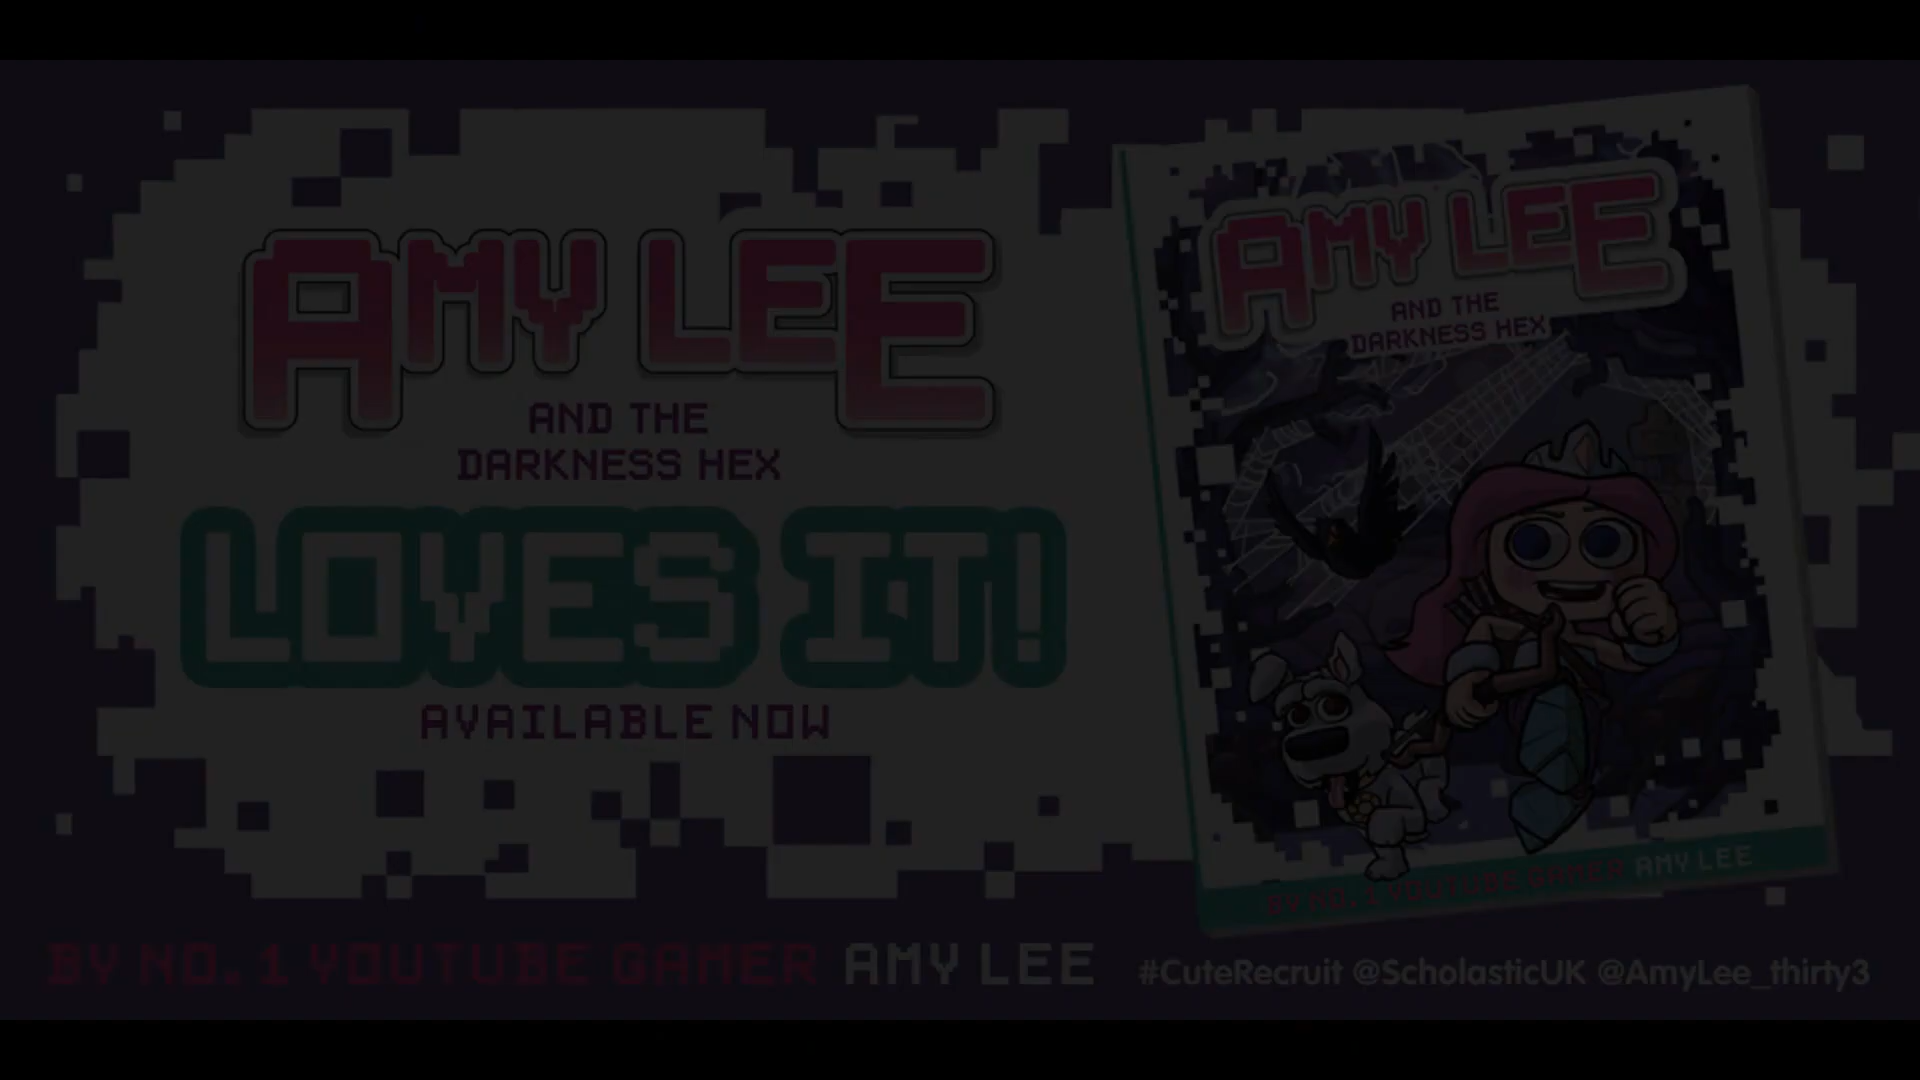 AMY LEE
AND THE
DARKNESS HEX
LOVES IT!
AVAILABLE NOW
AMY LEE
AND THE
DARKNESS HEX
BY NO. 1 YOUTUBE GAMER AMY LEE
BY NO. 1 YOUTUBE GAMER AMY LEE
#CuteRecruit @ScholasticUK @AmyLee_thirty3